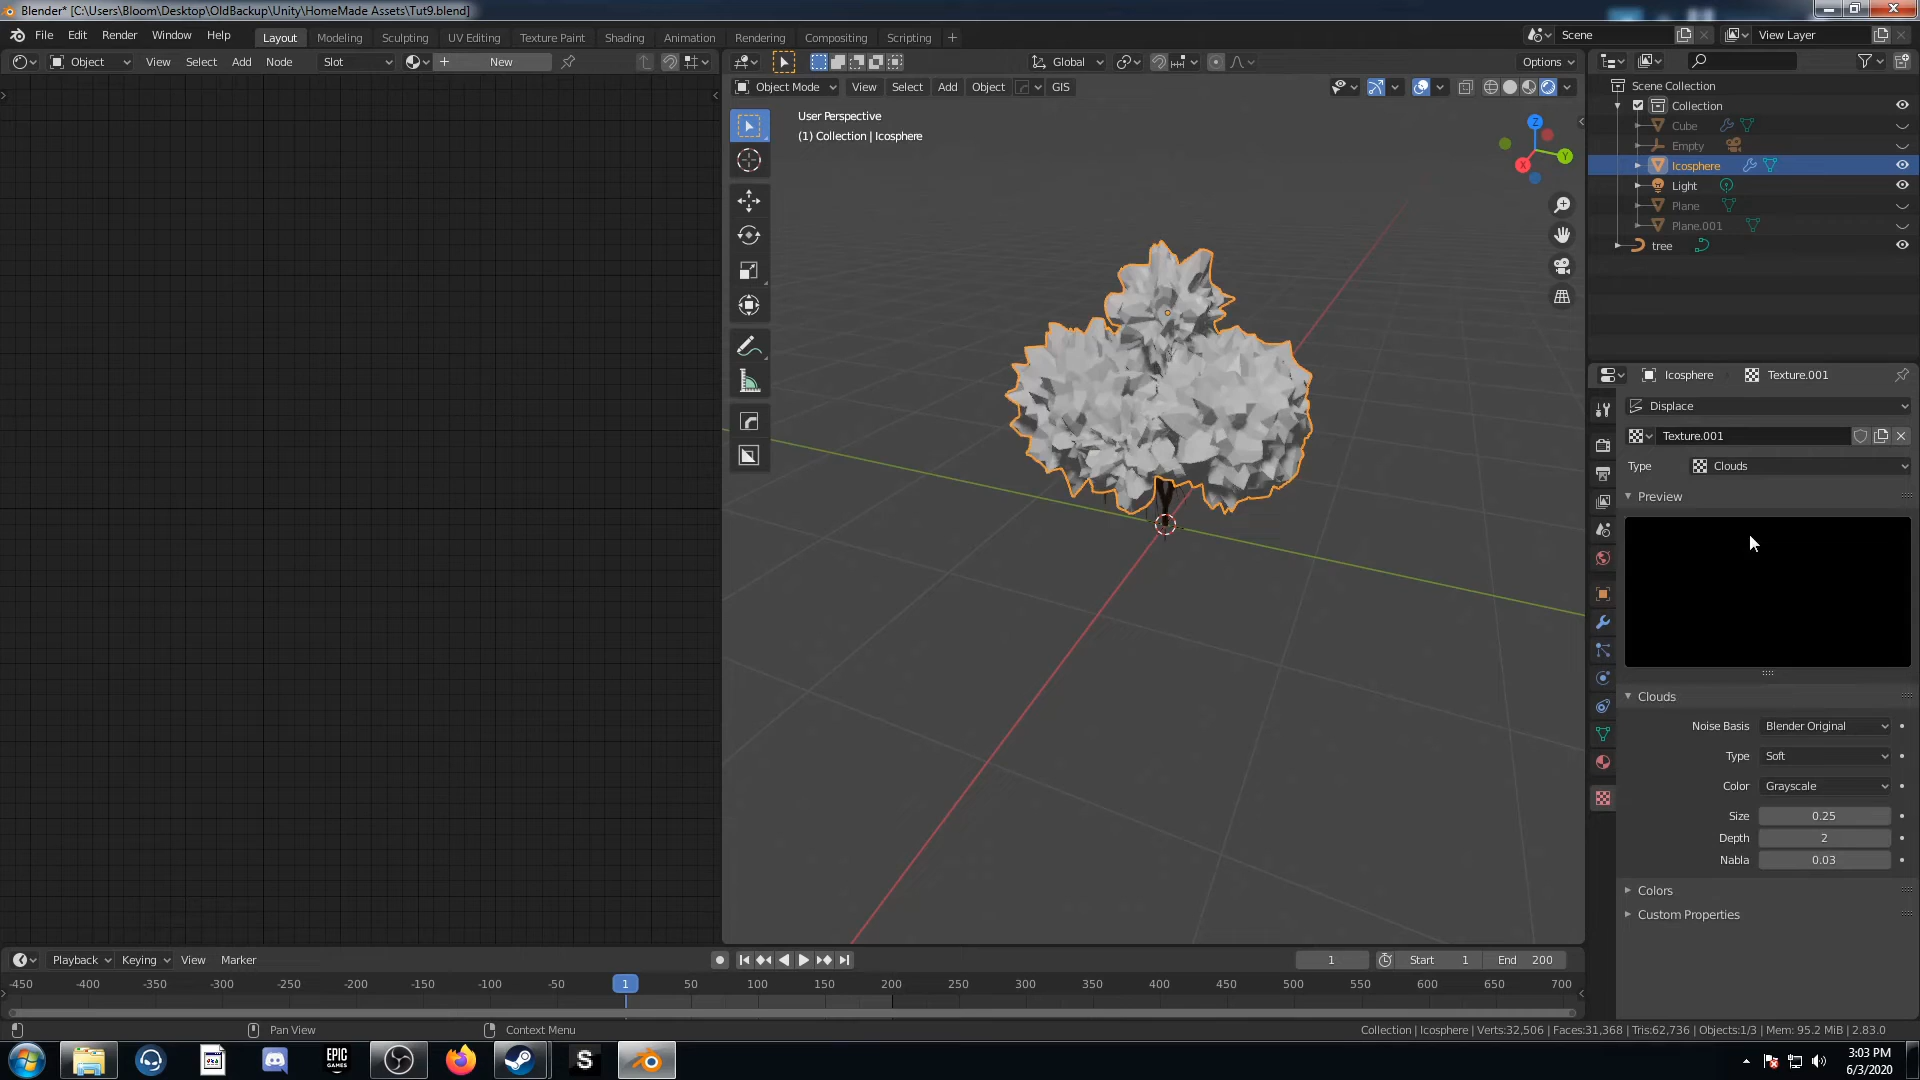 Blender* [C:\Users\Bloom\Desktop\OldBackup\Unity\HomeMade Assets\Tut9.blend]
File Edit Render Window Help Layout Modeling Sculpting UV Editing Texture Paint Shading Animation Rendering Compositing Scripting + Scene View Layer
Object View Select Add Object Node Slot New Global Options
Object Mode View Select Add Object GIS
User Perspective
(1) Collection | Icosphere
Z
Y
X
Scene Collection
Collection
Cube
Empty
Icosphere
Light
Plane
Plane.001
tree
Icosphere Texture.001
Displace
Texture.001
Type Clouds
Preview
Clouds
Noise Basis Blender Original
Type Soft
Color Grayscale
Size 0.25
Depth 2
Nabla 0.03
Colors
Custom Properties
Playback Keying View Marker 1 Start 1 End 200
-450 -400 -350 -300 -250 -200 -150 -100 -50 1 50 100 150 200 250 300 350 400 450 500 550 600 650 700
Pan View Context Menu Collection | Icosphere | Verts:32,506 | Faces:31,368 | Tris:62,736 | Objects:1/3 | Mem: 95.2 MiB | 2.83.0
EPIC GAMES
S
3:03 PM
6/3/2020